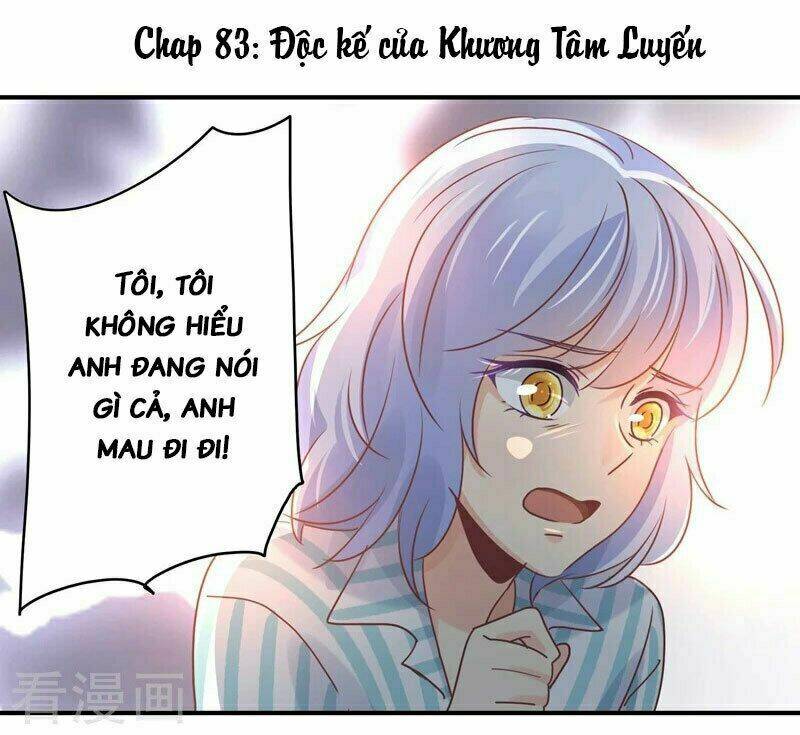 Chap 83: Độc kế của Khương Tâm Luyến
TÔI, TÔI
KHÔNG HIỂU
ANH ĐANG NÓI
GÌ CẢ, ANH
MAU ĐI ĐI!
看漫画